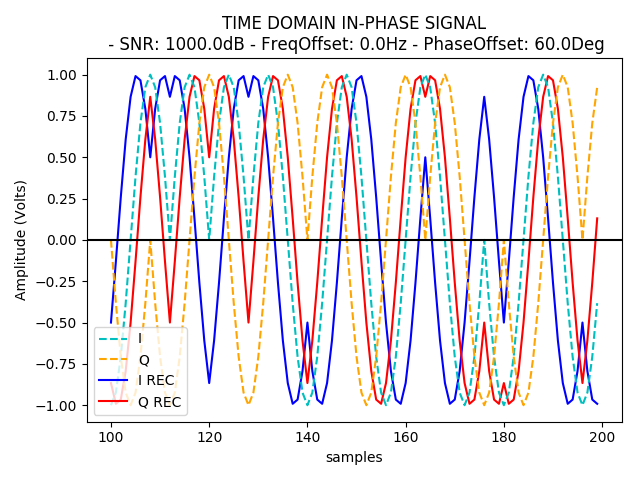 TIME DOMAIN IN-PHASE SIGNAL
- SNR: 1000.0dB - FreqOffset: 0.0Hz - PhaseOffset: 60.0Deg
Amplitude (Volts)
1.00
0.75
0.50
0.25
0.00
−0.25
−0.50
−0.75
−1.00
I
Q
I REC
Q REC
100
120
140
160
180
200
samples